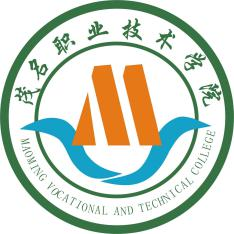 茂名职业技术学院
MAOMING VOCATIONAL AND TECHNICAL COLLEGE